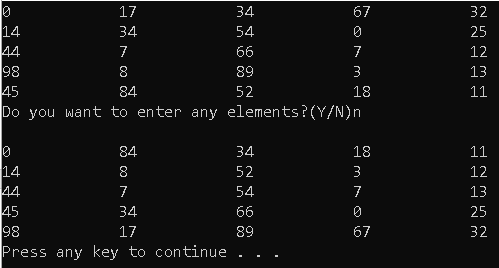 0 17 34 67 32
14 34 54 0 25
44 7 66 7 12
98 8 89 3 13
45 84 52 18 11
Do you want to enter any elements?(Y/N)n
0 84 34 18 11
14 8 52 3 12
44 7 54 7 13
45 34 66 0 25
98 17 89 67 32
Press any key to continue . . .